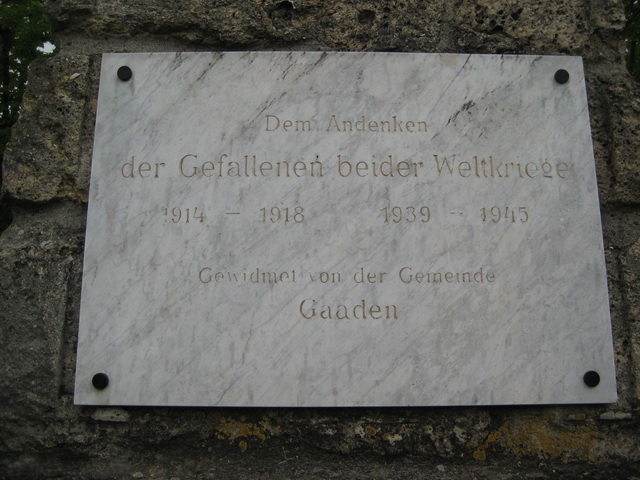 Dem Andenken
der Gefallenen beider Weltkriege
1914 – 1918 1939 – 1945
Gewidmet von der Gemeinde
Gaaden